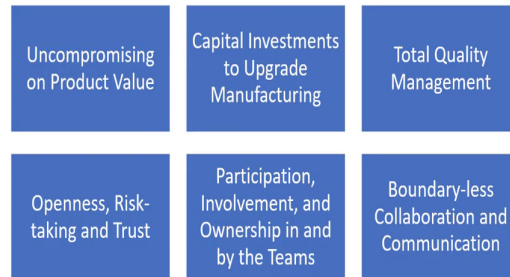 Uncompromising
on Product Value
Capital Investments
to Upgrade
Manufacturing
Total Quality
Management
Openness, Risk-
taking and Trust
Participation,
Involvement, and
Ownership in and
by the Teams
Boundary-less
Collaboration and
Communication